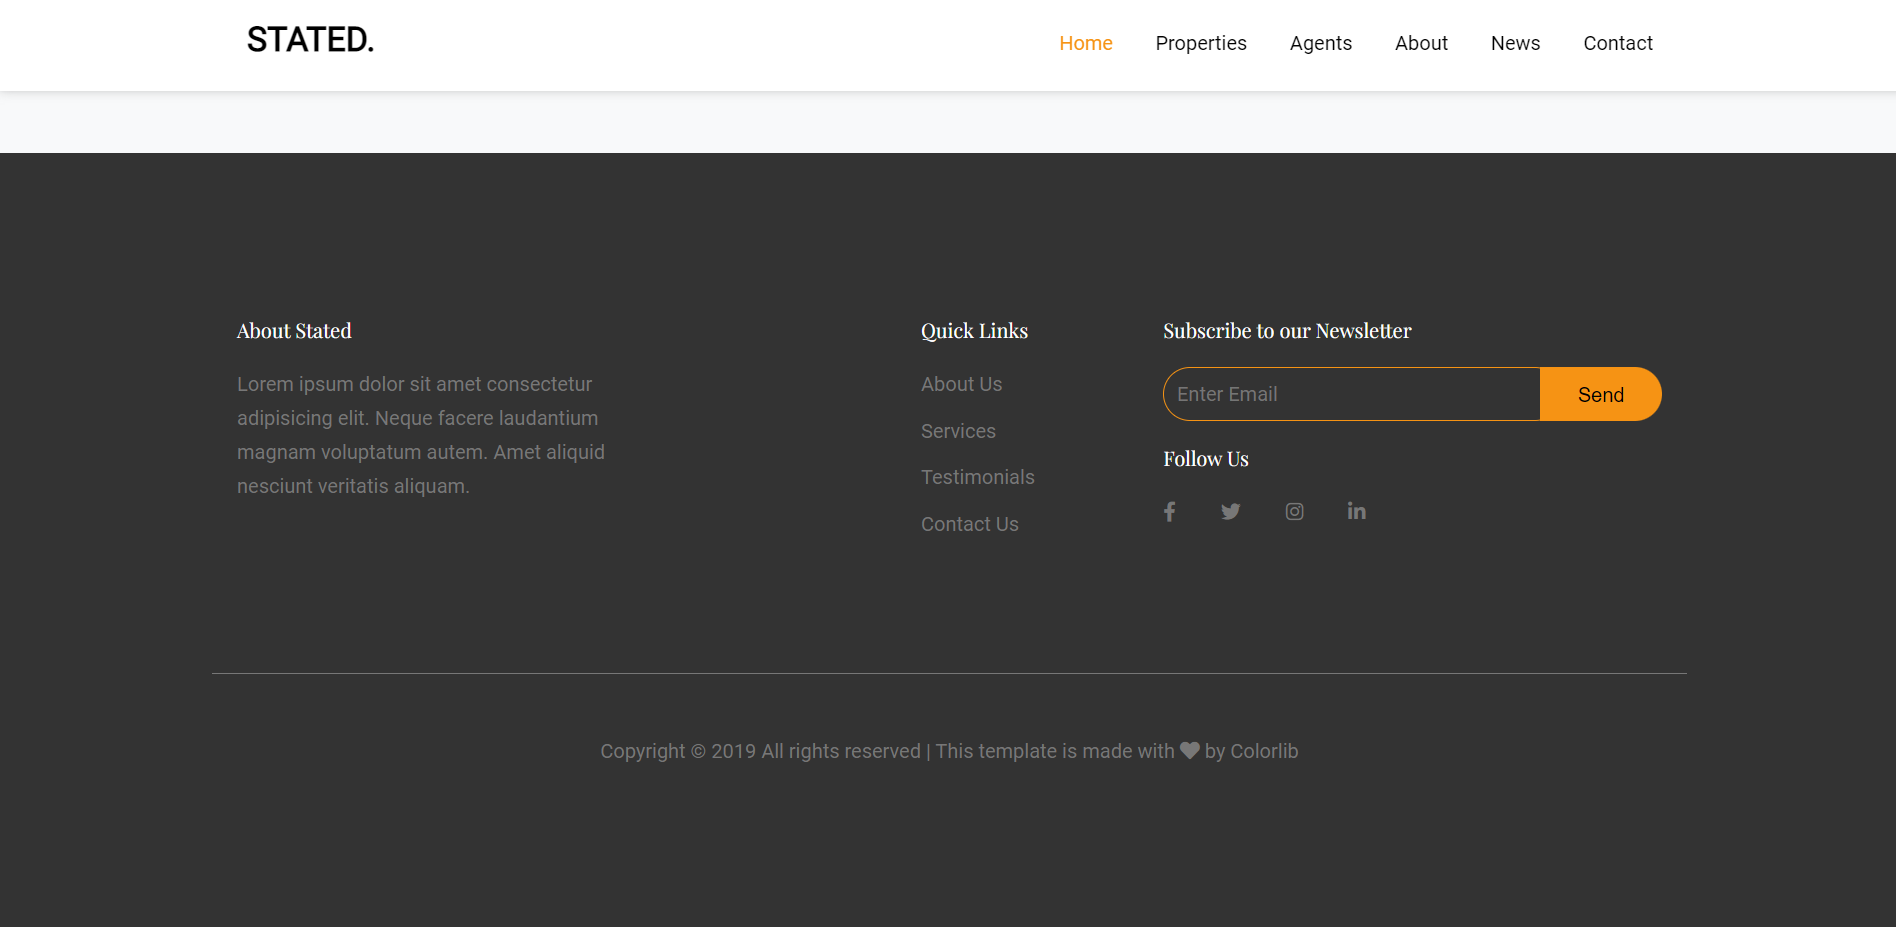 STATED.
Home Properties Agents About News Contact
About Stated
Lorem ipsum dolor sit amet consectetur
adipisicing elit. Neque facere laudantium
magnam voluptatum autem. Amet aliquid
nesciunt veritatis aliquam.
Quick Links
About Us
Services
Testimonials
Contact Us
Subscribe to our Newsletter
Enter Email Send
Follow Us
Copyright © 2019 All rights reserved | This template is made with ♥ by Colorlib